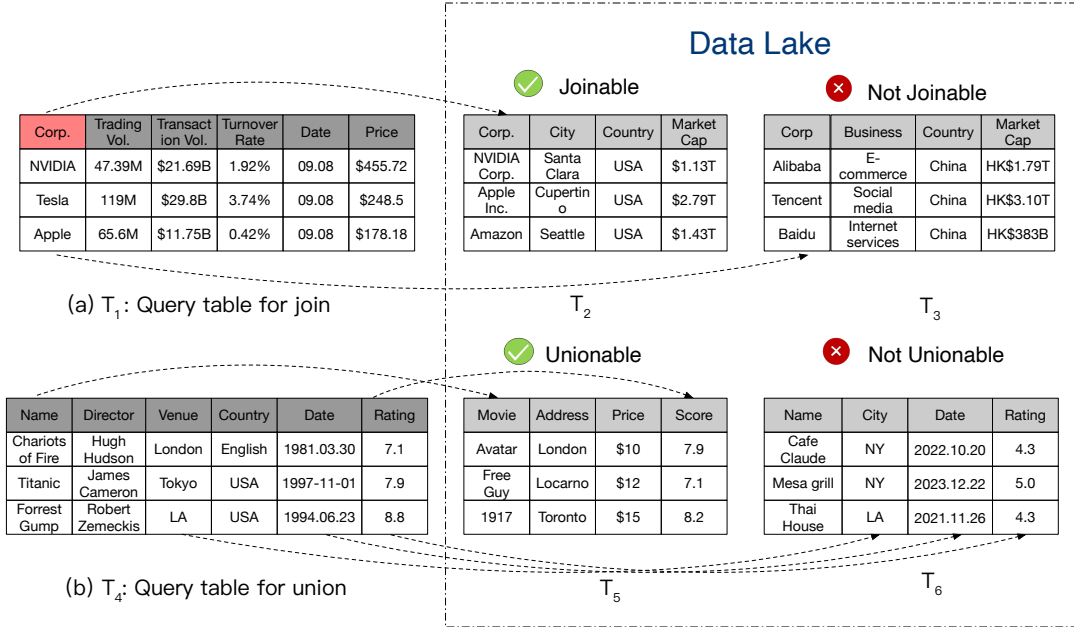 Data Lake
Joinable
Not Joinable
Corp. Trading Vol. Transact ion Vol. Turnover Rate Date Price
NVIDIA 47.39M $21.69B 1.92% 09.08 $455.72
Tesla 119M $29.8B 3.74% 09.08 $248.5
Apple 65.6M $11.75B 0.42% 09.08 $178.18
Corp. City Country Market Cap
NVIDIA Corp. Santa Clara USA $1.13T
Apple Inc. Cupertin o USA $2.79T
Amazon Seattle USA $1.43T
Corp Business Country Market Cap
Alibaba E-commerce China HK$1.79T
Tencent Social media China HK$3.10T
Baidu Internet services China HK$383B
(a) T1: Query table for join
T2
T3
Unionable
Not Unionable
Name Director Venue Country Date Rating
Chariots of Fire Hugh Hudson London English 1981.03.30 7.1
Titanic James Cameron Tokyo USA 1997-11-01 7.9
Forrest Gump Robert Zemeckis LA USA 1994.06.23 8.8
Movie Address Price Score
Avatar London $10 7.9
Free Guy Locarno $12 7.1
1917 Toronto $15 8.2
Name City Date Rating
Cafe Claude NY 2022.10.20 4.3
Mesa grill NY 2023.12.22 5.0
Thai House LA 2021.11.26 4.3
(b) T4: Query table for union
T5
T6